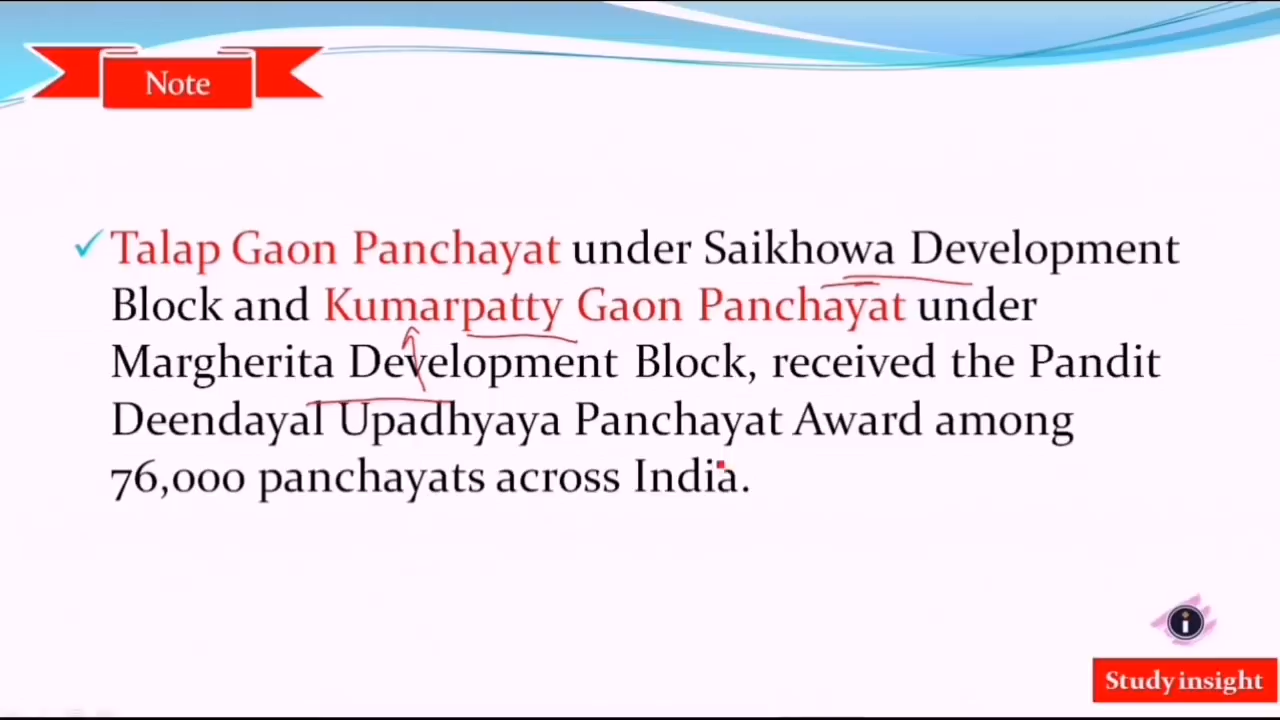 Note
Talap Gaon Panchayat under Saikhowa Development
Block and Kumarpatty Gaon Panchayat under
Margherita Development Block, received the Pandit
Deendayal Upadhyaya Panchayat Award among
76,000 panchayats across India.
i
Study insight